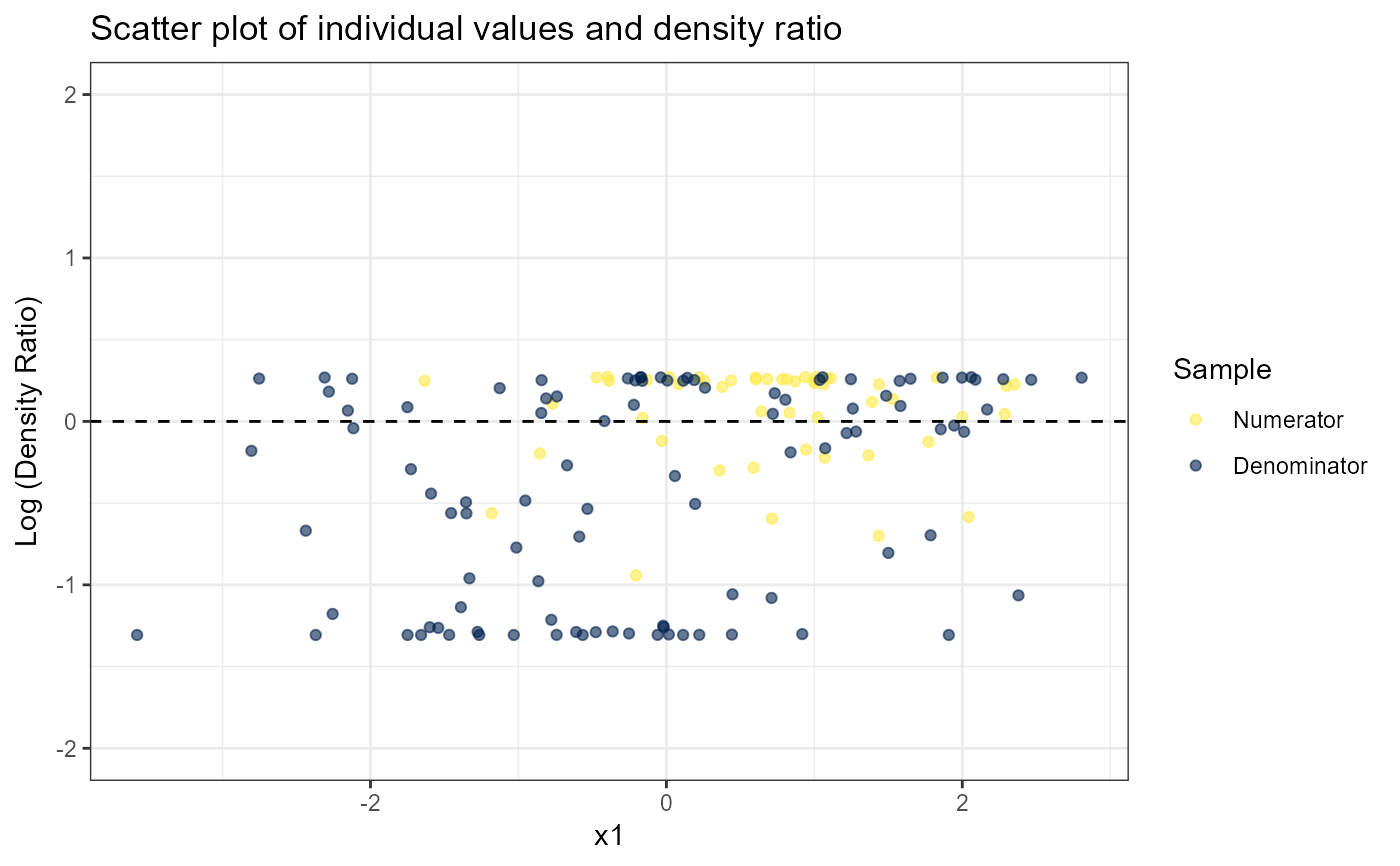 Scatter plot of individual values and density ratio
2
1
0
-1
-2
Log (Density Ratio)
-2
0
2
x1
Sample
Numerator
Denominator